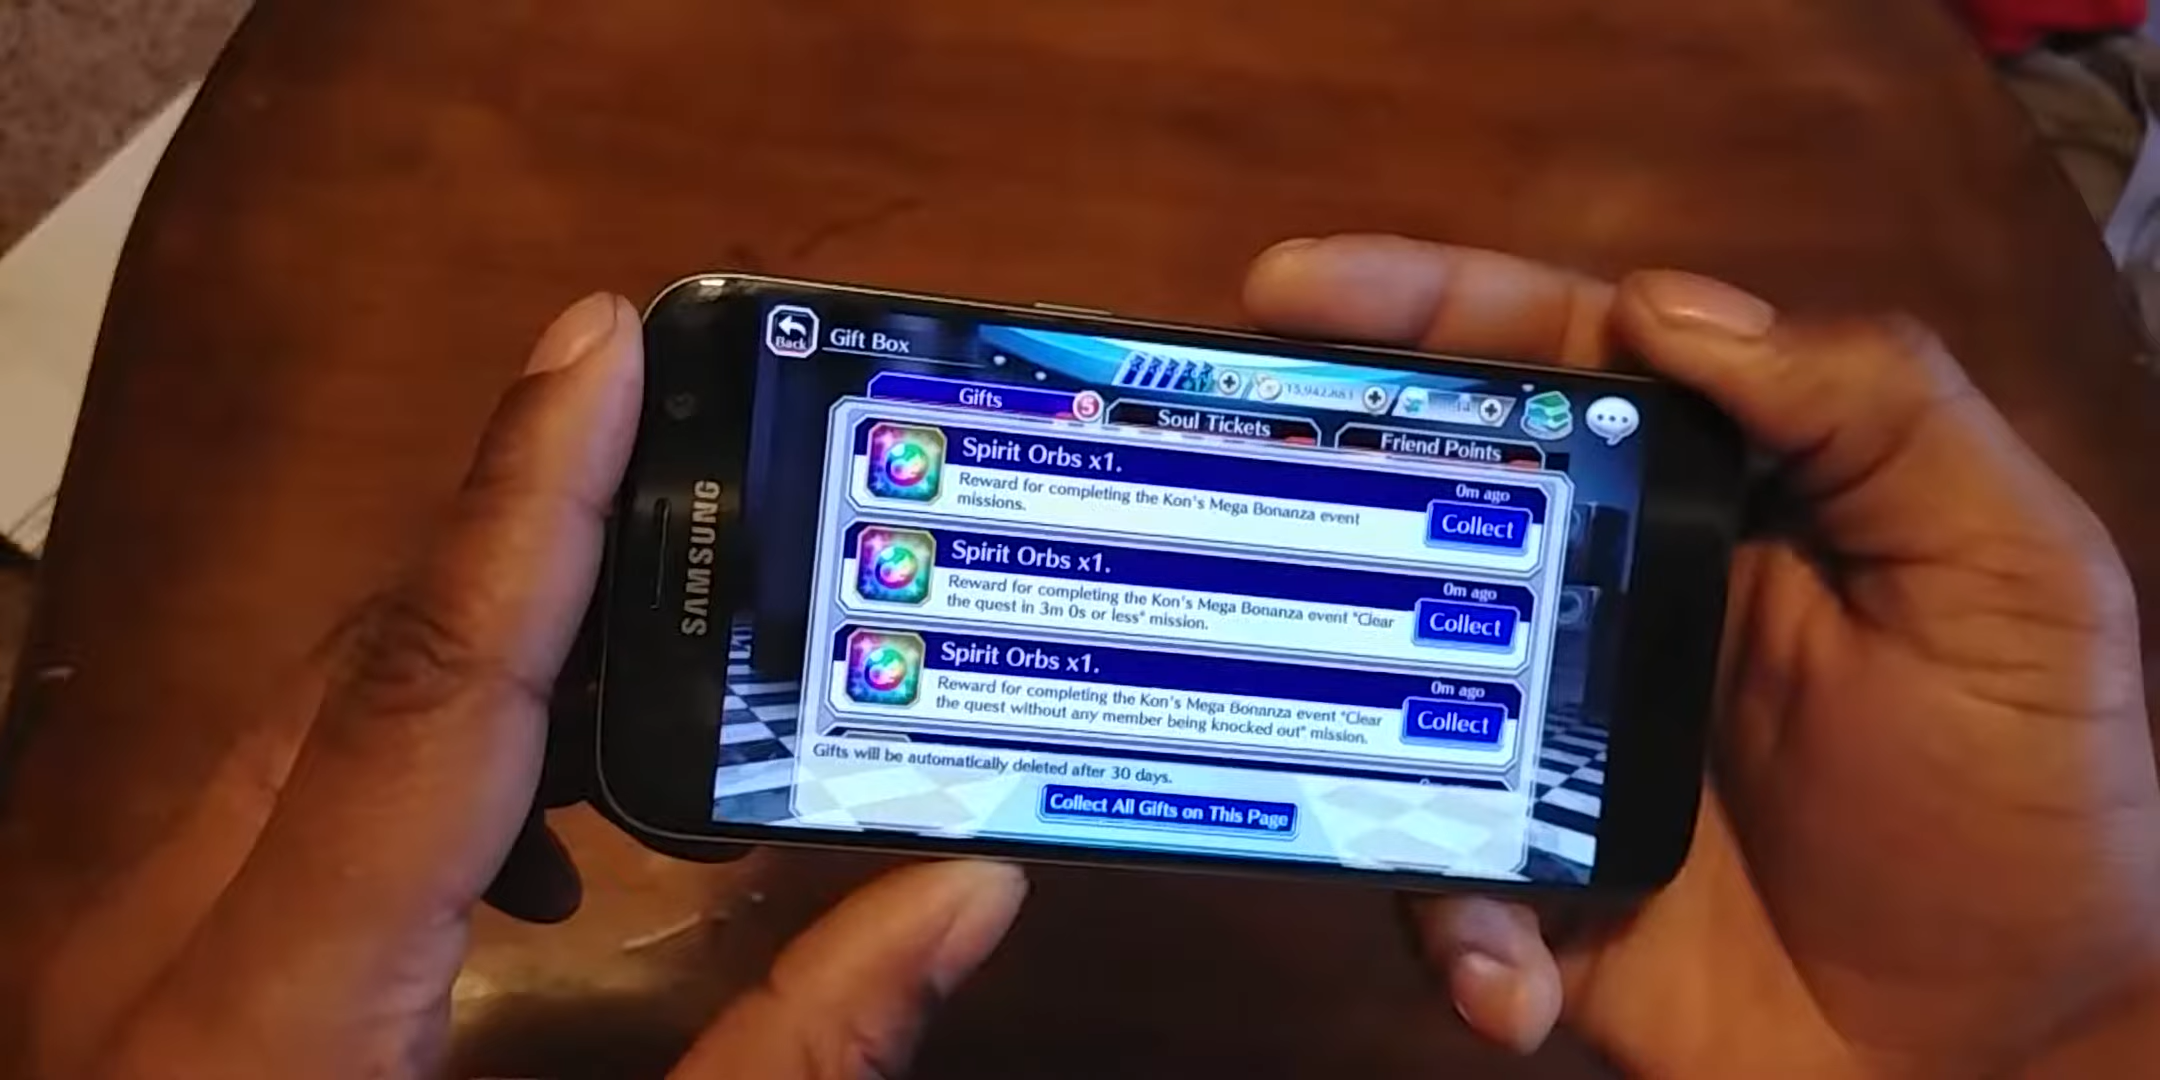 SAMSUNG
Back
Gift Box
Gifts
5
Soul Tickets
Friend Points
Spirit Orbs x1.
0m ago
Reward for completing the Kon's Mega Bonanza event
missions.
Collect
Spirit Orbs x1.
0m ago
Reward for completing the Kon's Mega Bonanza event "Clear
the quest in 3m 0s or less" mission.
Collect
Spirit Orbs x1.
0m ago
Reward for completing the Kon's Mega Bonanza event "Clear
the quest without any member being knocked out" mission.
Collect
Gifts will be automatically deleted after 30 days.
Collect All Gifts on This Page